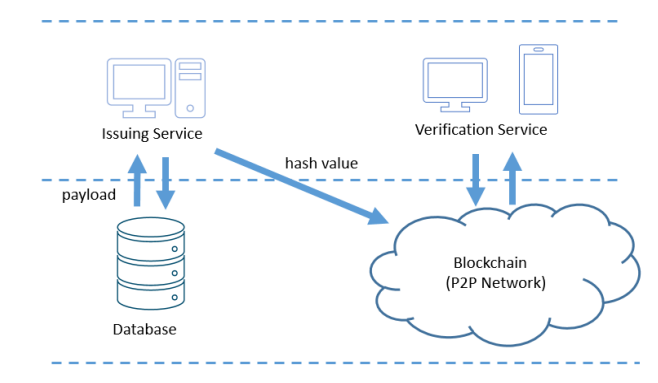 Issuing Service
Verification Service
hash value
payload
Blockchain
(P2P Network)
Database